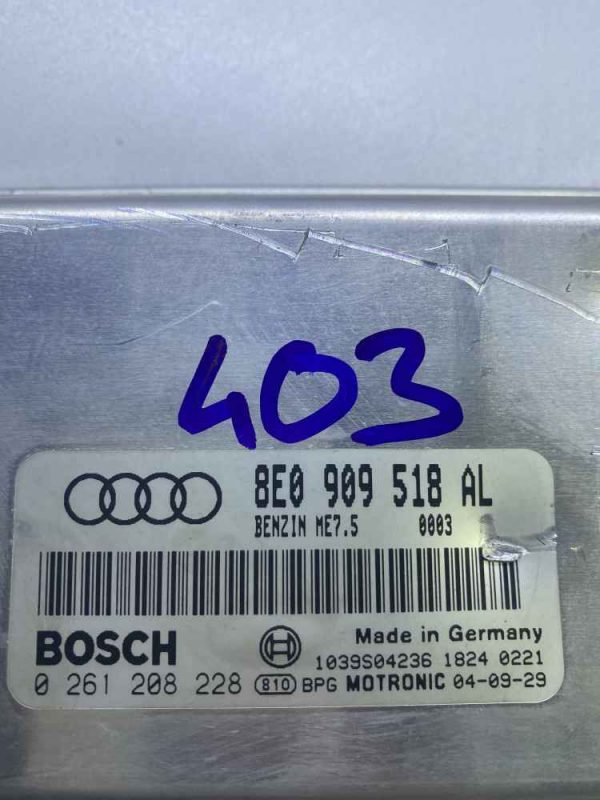 403
8E0 909 518 AL
BENZIN ME7.5 0003
BOSCH Made in Germany
1039S04236 1824 0221
0 261 208 228 810 BPG MOTRONIC 04-09-29